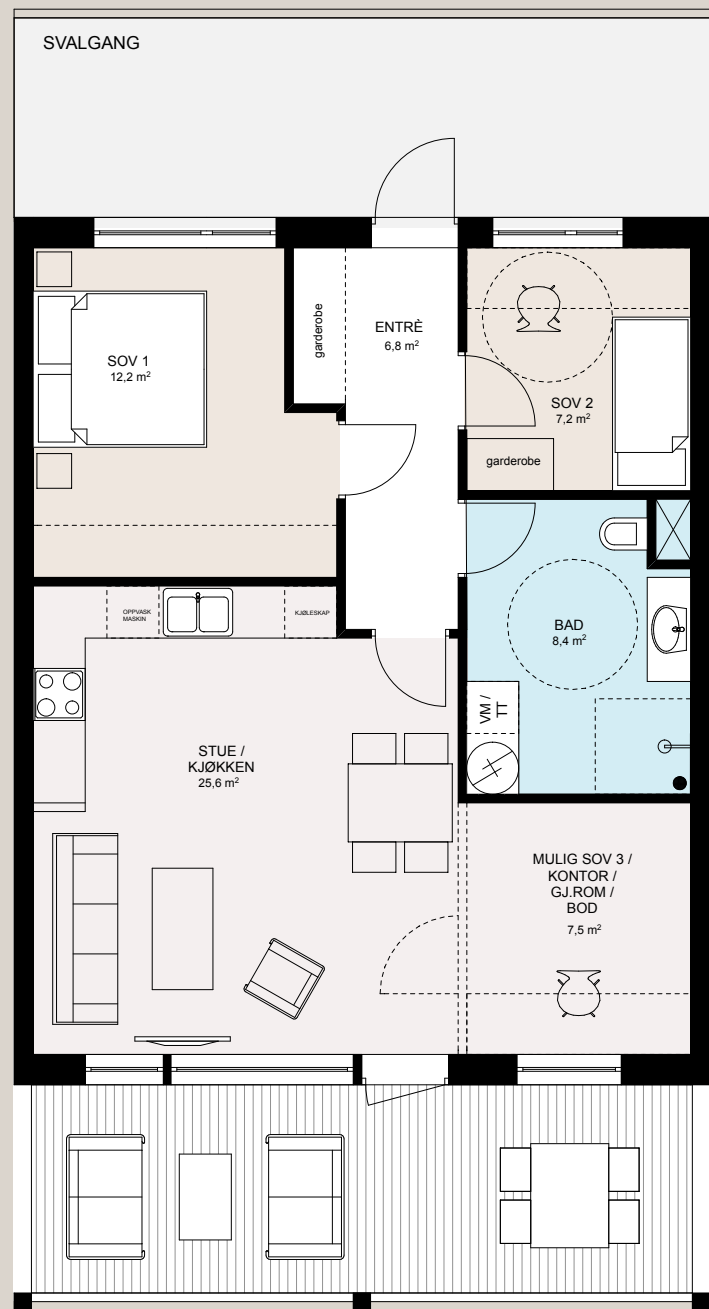 SVALGANG
garderobe
ENTRÈ
6,8 m²
SOV 1
12,2 m²
SOV 2
7,2 m²
garderobe
OPPVASK
MASKIN
KJØLESKAP
BAD
8,4 m²
VM /
TT
STUE /
KJØKKEN
25,6 m²
MULIG SOV 3 /
KONTOR /
GJ.ROM /
BOD
7,5 m²